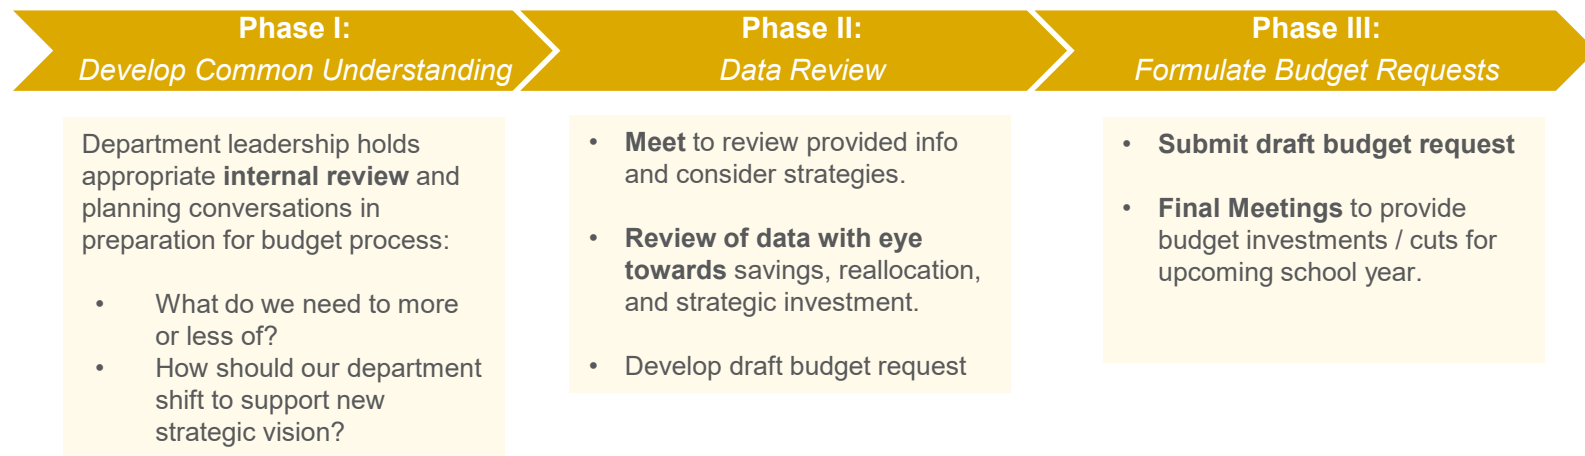 Phase I:
Develop Common Understanding
Phase II:
Data Review
Phase III:
Formulate Budget Requests
Department leadership holds
appropriate internal review and
planning conversations in
preparation for budget process:
• What do we need to more
or less of?
• How should our department
shift to support new
strategic vision?
• Meet to review provided info
and consider strategies.
• Review of data with eye
towards savings, reallocation,
and strategic investment.
• Develop draft budget request
• Submit draft budget request
• Final Meetings to provide
budget investments / cuts for
upcoming school year.